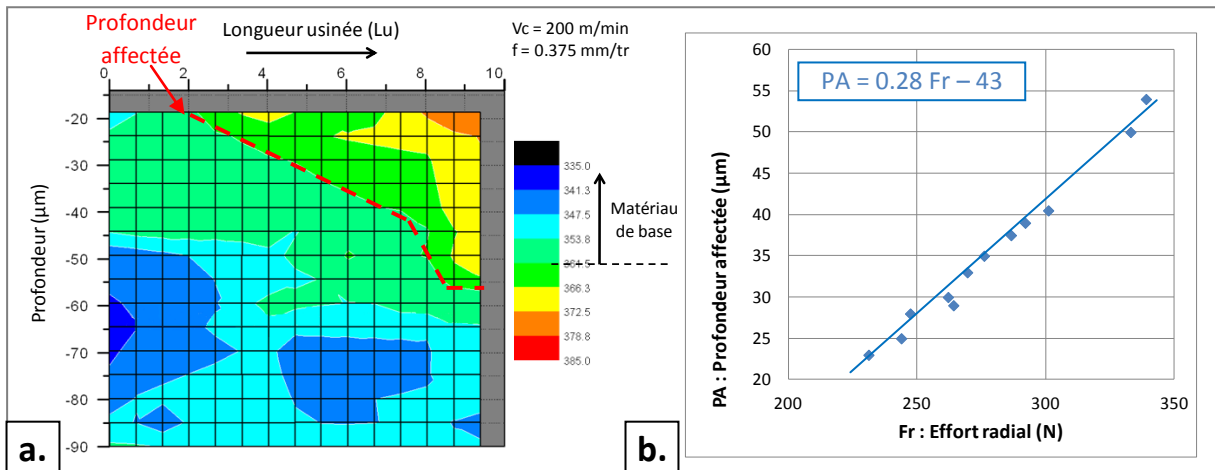 Profondeur
affectée
Longueur usinée (Lu)
Vc = 200 m/min
f = 0.375 mm/tr
0 2 4 6 8 10
-20
-30
-40
-50
-60
-70
-80
-90
Profondeur (µm)
335.0
341.3
347.5
353.8
366.3
372.5
378.8
385.0
Matériau
de base
a.
PA = 0.28 Fr – 43
60
55
50
45
40
35
30
25
20
PA : Profondeur affectée (µm)
200 250 300 350
Fr : Effort radial (N)
b.